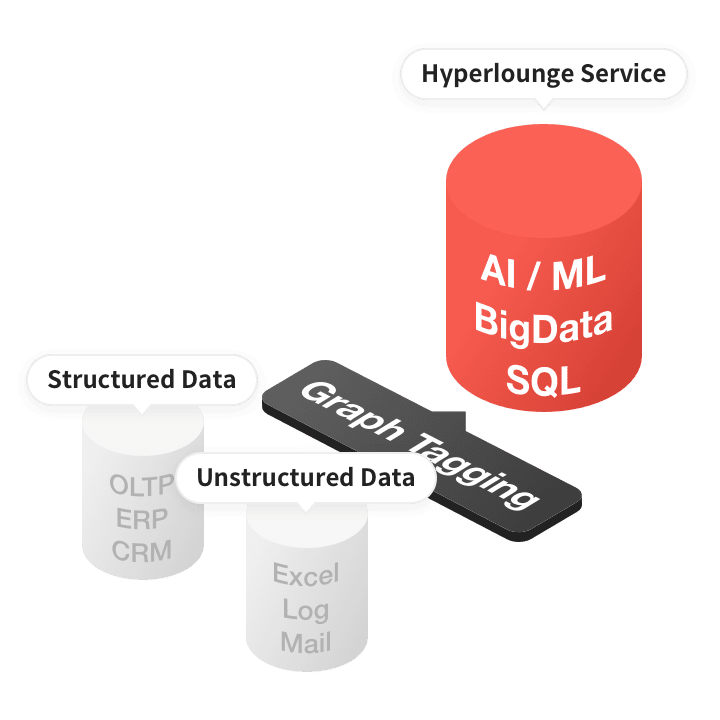 Hyperlounge Service
AI / ML
BigData
SQL
Structured Data
OLTP
ERP
CRM
Graph Tagging
Unstructured Data
Excel
Log
Mail